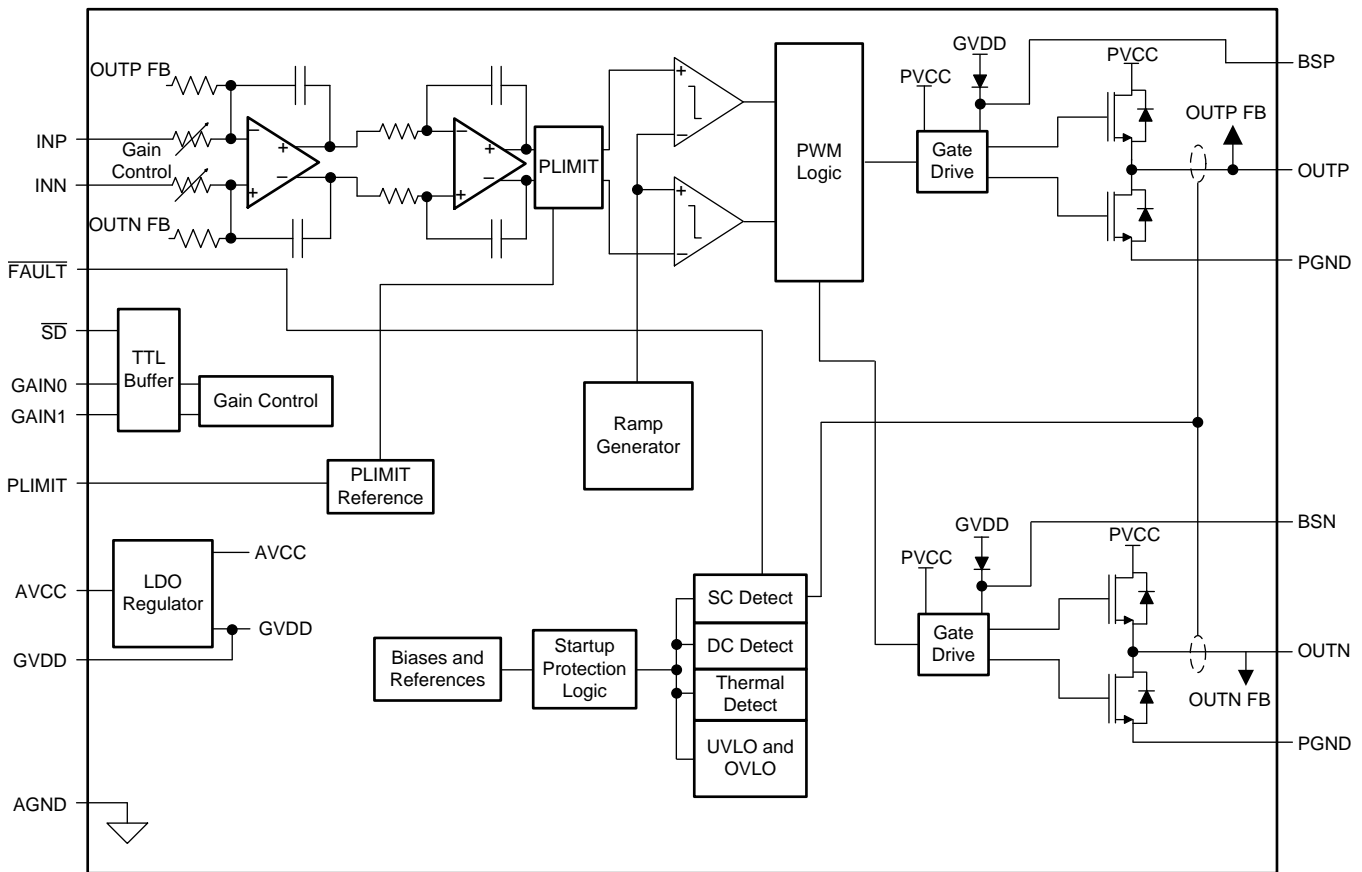 OUTP FB
INP
Gain
Control
INN
OUTN FB
+
−
−
+
+
−
−
+
+
−
PLIMIT
+
−
+
−
PWM
Logic
GVDD
PVCC
Gate
Drive
PVCC
OUTP FB
BSP
OUTP
PGND
FAULT
SD
GAIN0
GAIN1
TTL
Buffer
Gain Control
PLIMIT
PLIMIT
Reference
Ramp
Generator
AVCC
LDO
Regulator
AVCC
GVDD
GVDD
Biases and
References
Startup
Protection
Logic
SC Detect
DC Detect
Thermal
Detect
UVLO and
OVLO
GVDD
PVCC
Gate
Drive
PVCC
BSN
OUTN
OUTN FB
PGND
AGND